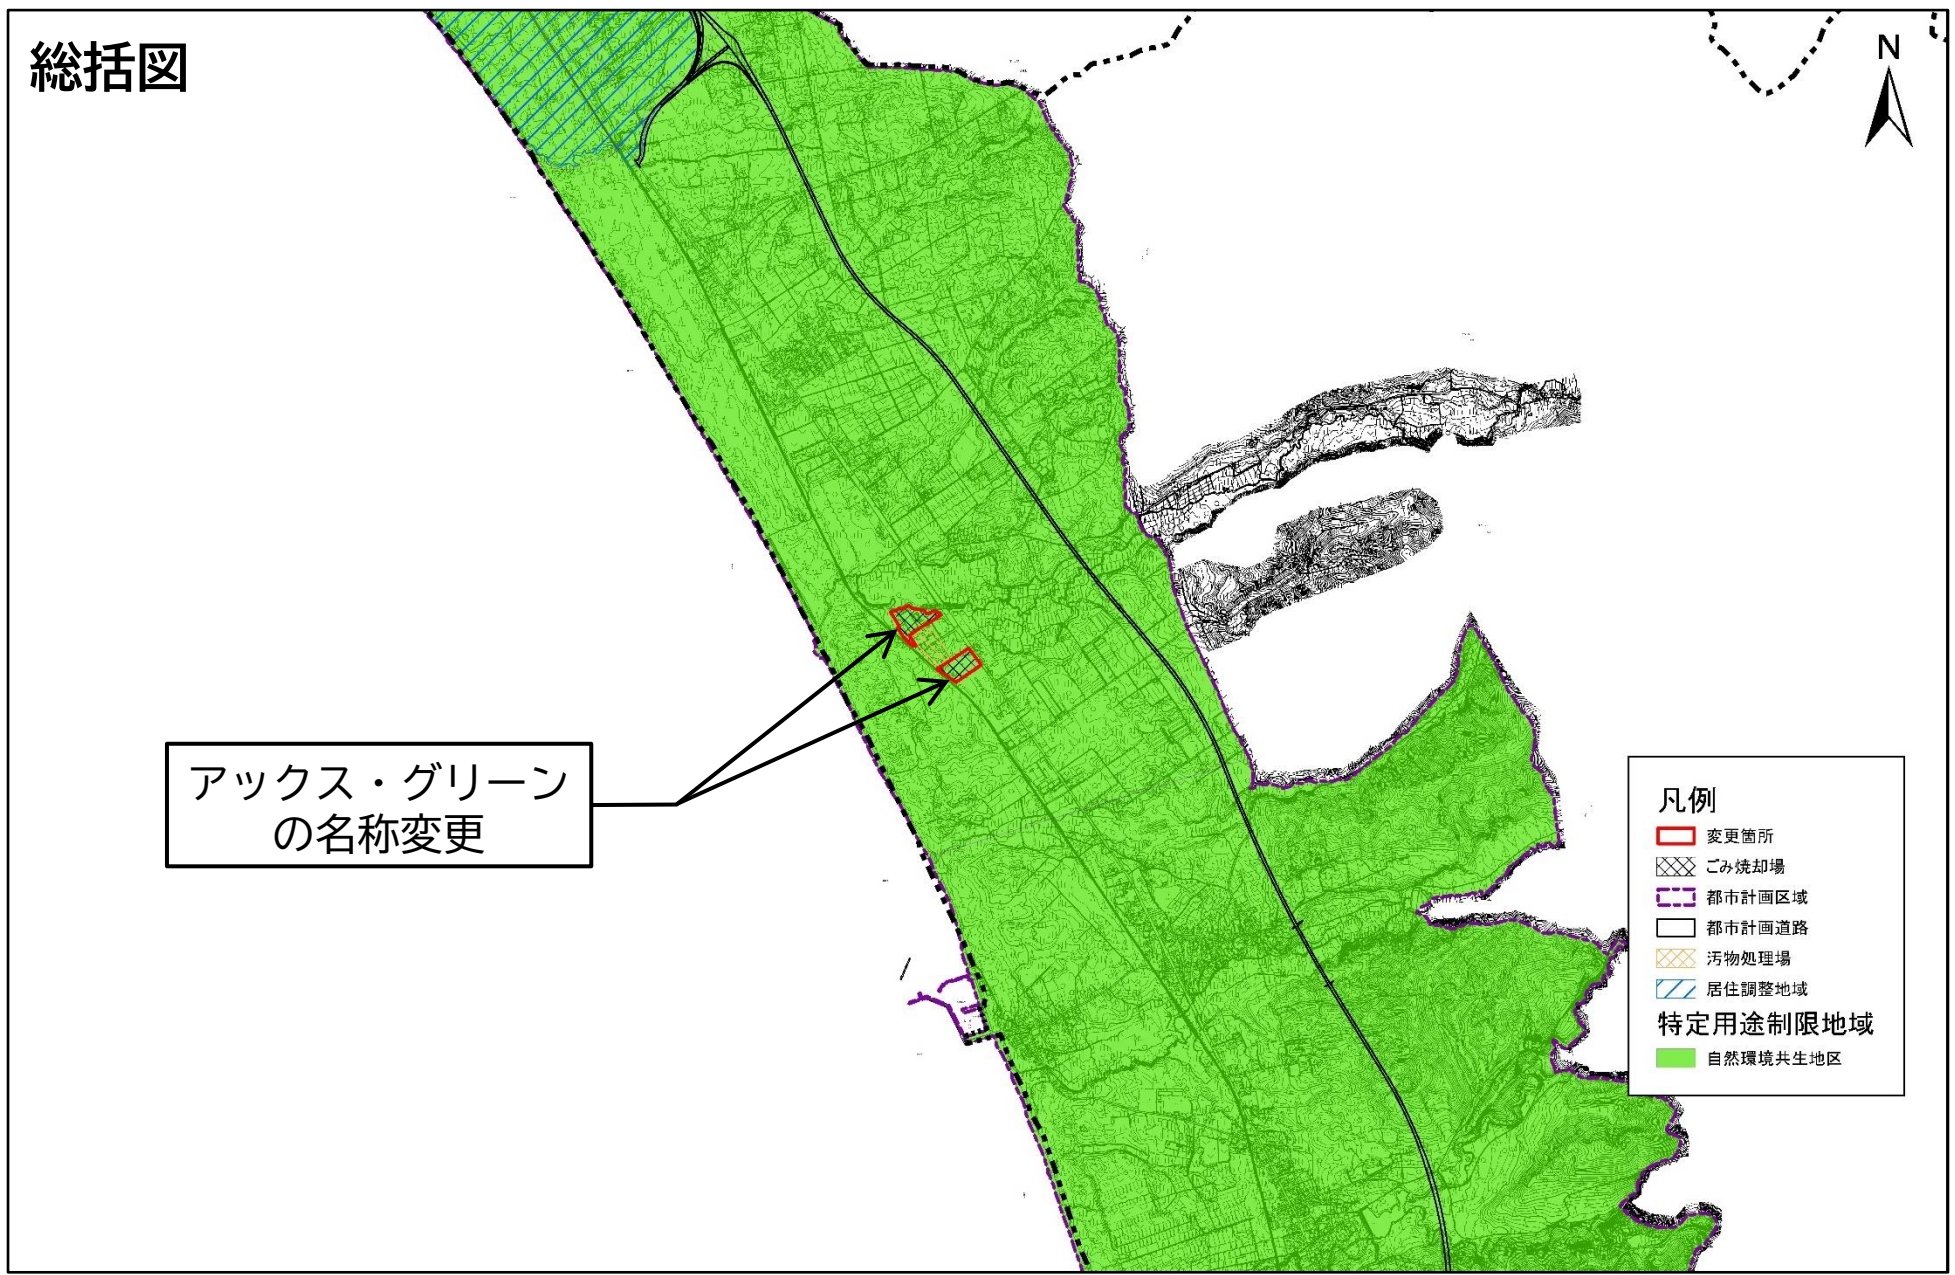 総括図
N
アックス・グリーン
の名称変更
凡例
変更箇所
ごみ焼却場
都市計画区域
都市計画道路
汚物処理場
居住調整地域
特定用途制限地域
自然環境共生地区